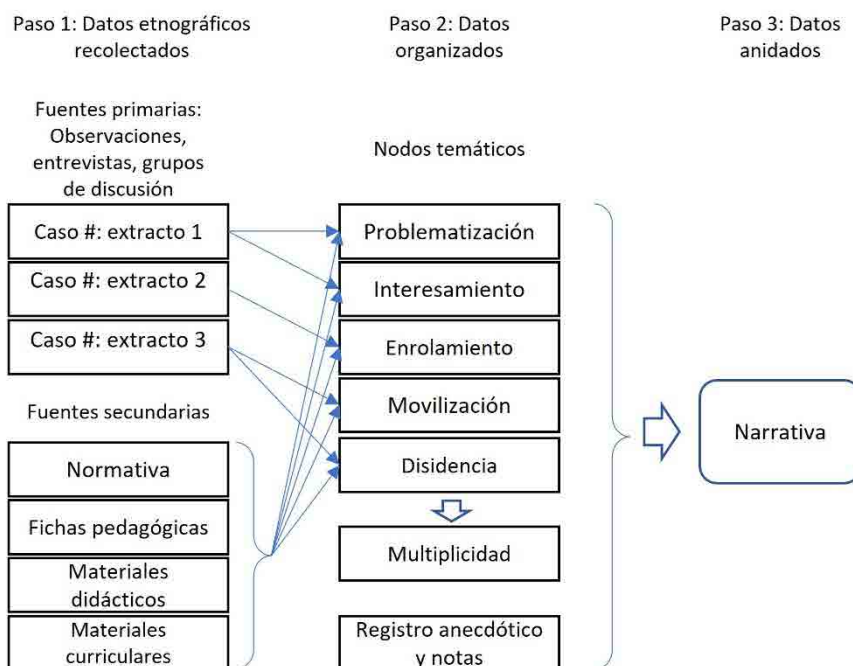 Paso 1: Datos etnográficos
recolectados
Paso 2: Datos
organizados
Paso 3: Datos
anidados
Fuentes primarias:
Observaciones,
entrevistas, grupos
de discusión
Caso #: extracto 1
Caso #: extracto 2
Caso #: extracto 3
Fuentes secundarias
Normativa
Fichas pedagógicas
Materiales
didácticos
Materiales
curriculares
Nodos temáticos
Problematización
Interesamiento
Enrolamiento
Movilización
Disidencia
Multiplicidad
Registro anecdótico
y notas
Narrativa